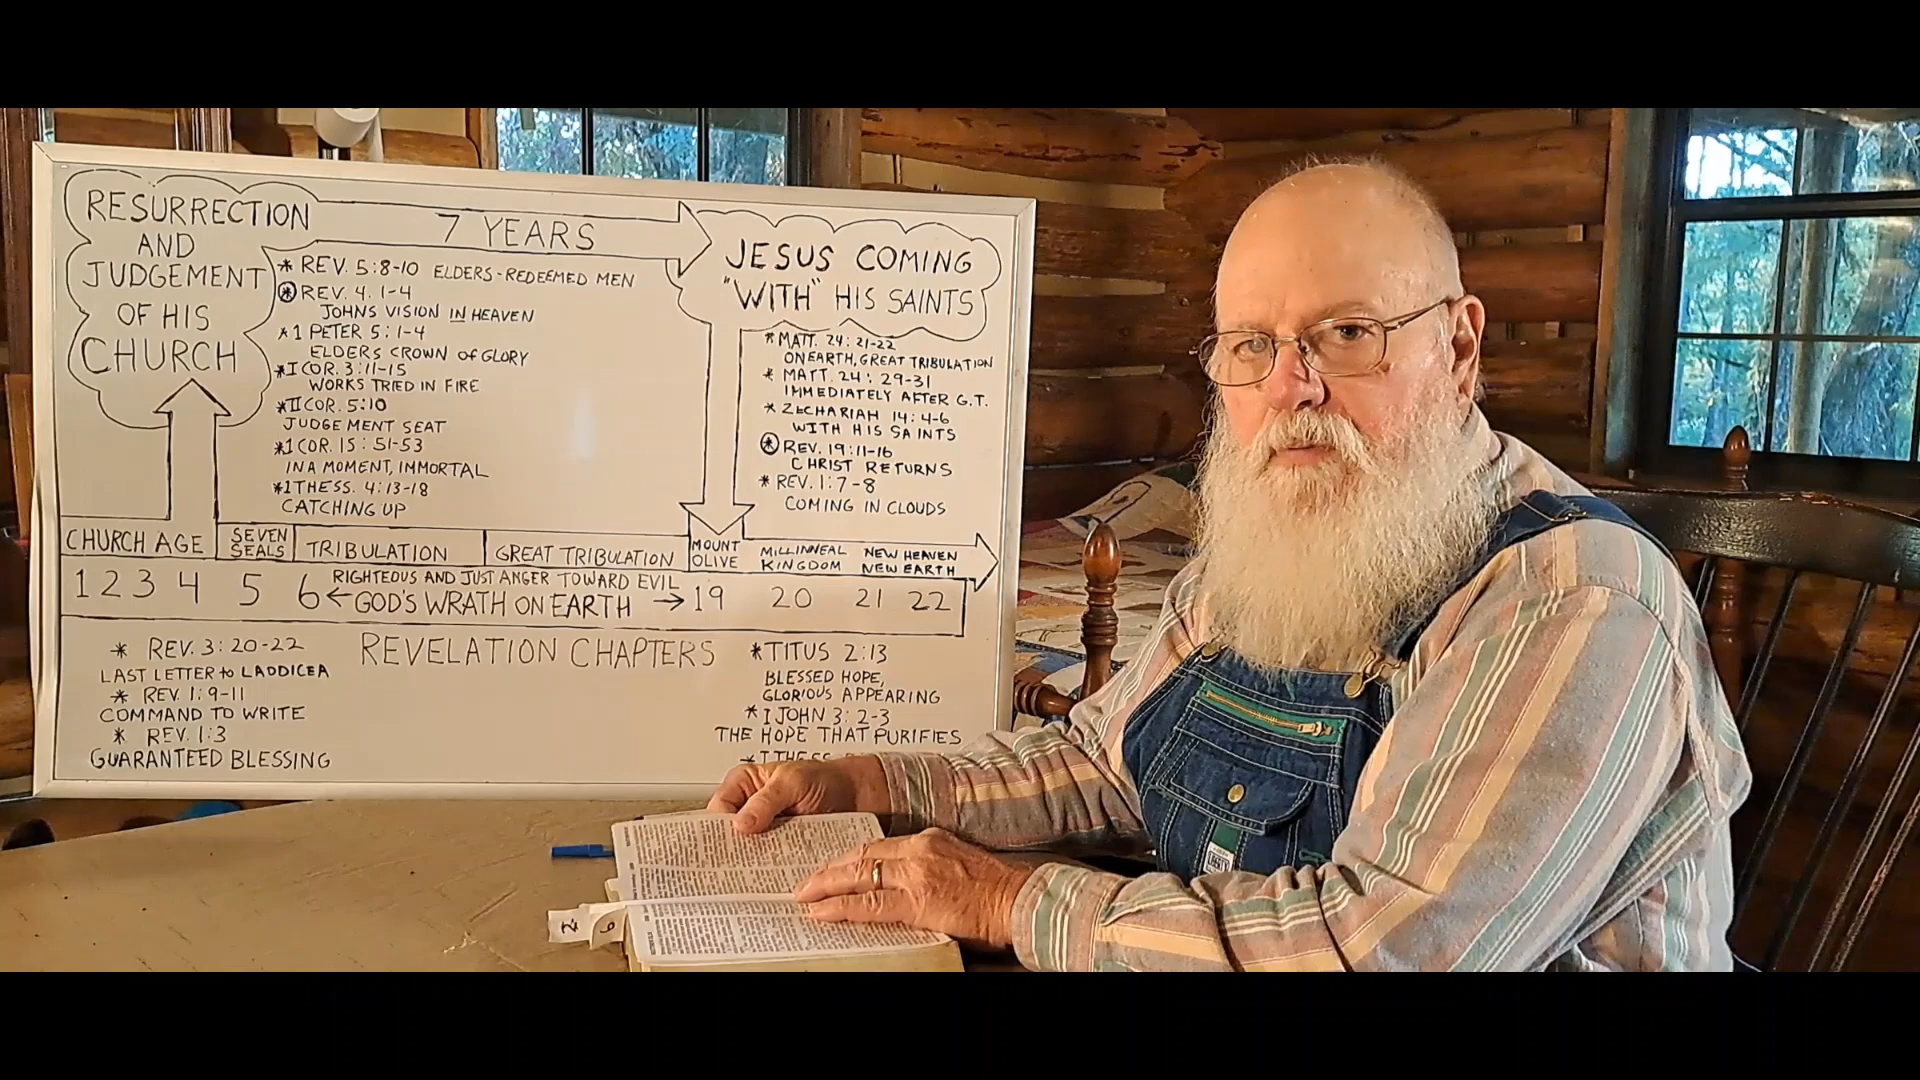 RESURRECTION
AND
JUDGEMENT
OF HIS
CHURCH
7 YEARS
JESUS COMING
"WITH" HIS SAINTS
* REV. 5:8-10 ELDERS-REDEEMED MEN
* REV. 4. 1-4
JOHNS VISION IN HEAVEN
* 1 PETER 5:1-4
ELDERS CROWN of GLORY
* I COR. 3:11-15
WORKS TRIED IN FIRE
* II COR. 5:10
JUDGEMENT SEAT
* 1 COR. 15:51-53
IN A MOMENT, IMMORTAL
* 1 THESS. 4:13-18
CATCHING UP
* MATT. 24:21-22
ON EARTH, GREAT TRIBULATION
* MATT. 24:29-31
IMMEDIATELY AFTER G.T.
* ZECHARIAH 14:4-6
WITH HIS SAINTS
* REV. 19:11-16
CHRIST RETURNS
* REV. 1:7-8
COMING IN CLOUDS
CHURCH AGE
SEVEN
SEALS
TRIBULATION
GREAT TRIBULATION
MOUNT
OLIVE
MILLINNEAL
KINGDOM
NEW HEAVEN
NEW EARTH
RIGHTEOUS AND JUST ANGER TOWARD EVIL
1 2 3 4 5 6 ← GOD'S WRATH ON EARTH → 19 20 21 22
REVELATION CHAPTERS
* REV. 3:20-22
LAST LETTER to LAODICEA
* REV. 1:9-11
COMMAND TO WRITE
* REV. 1:3
GUARANTEED BLESSING
* TITUS 2:13
BLESSED HOPE,
GLORIOUS APPEARING
* I JOHN 3:2-3
THE HOPE THAT PURIFIES
* I THESS